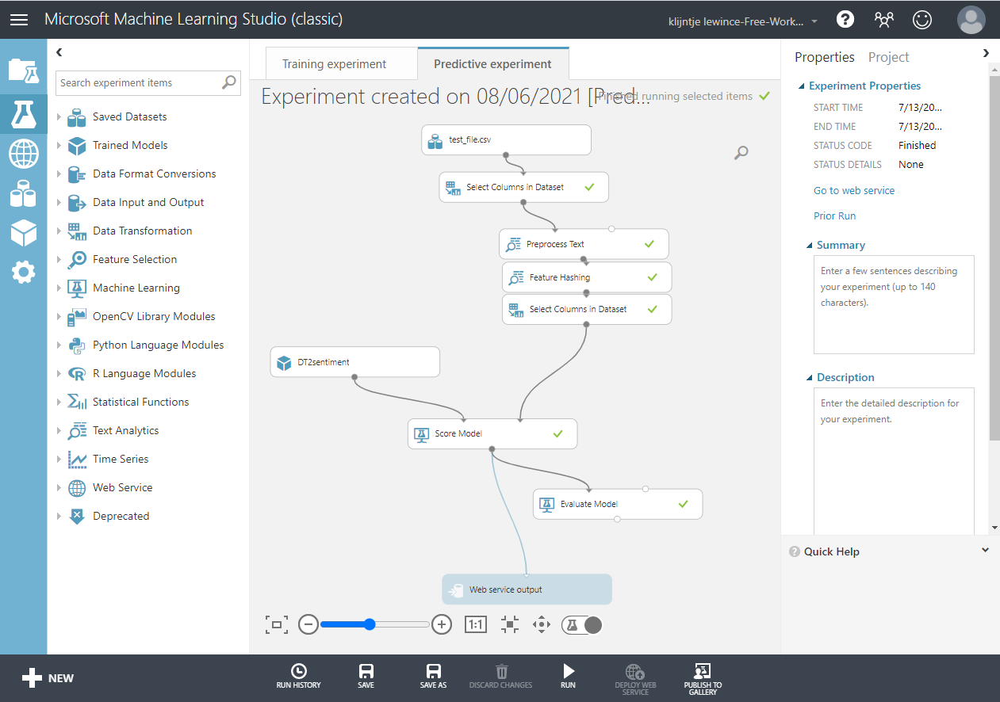 Microsoft Machine Learning Studio (classic)
klijntje lewince-Free-Work...
?
Training experiment
Predictive experiment
Properties
Project
Search experiment items
Experiment created on 08/06/2021 [Pred...
Finished running selected items
Saved Datasets
Trained Models
Data Format Conversions
Data Input and Output
Data Transformation
Feature Selection
Machine Learning
OpenCV Library Modules
Python Language Modules
R Language Modules
Statistical Functions
Text Analytics
Time Series
Web Service
Deprecated
test_file.csv
Select Columns in Dataset
Preprocess Text
Feature Hashing
Select Columns in Dataset
DT2sentiment
Score Model
Evaluate Model
Web service output
1:1
Experiment Properties
START TIME 7/13/20...
END TIME 7/13/20...
STATUS CODE Finished
STATUS DETAILS None
Go to web service
Prior Run
Summary
Enter a few sentences describing
your experiment (up to 140
characters).
Description
Enter the detailed description for
your experiment.
? Quick Help
NEW
RUN HISTORY
SAVE
SAVE AS
DISCARD CHANGES
RUN
DEPLOY WEB
SERVICE
PUBLISH TO
GALLERY